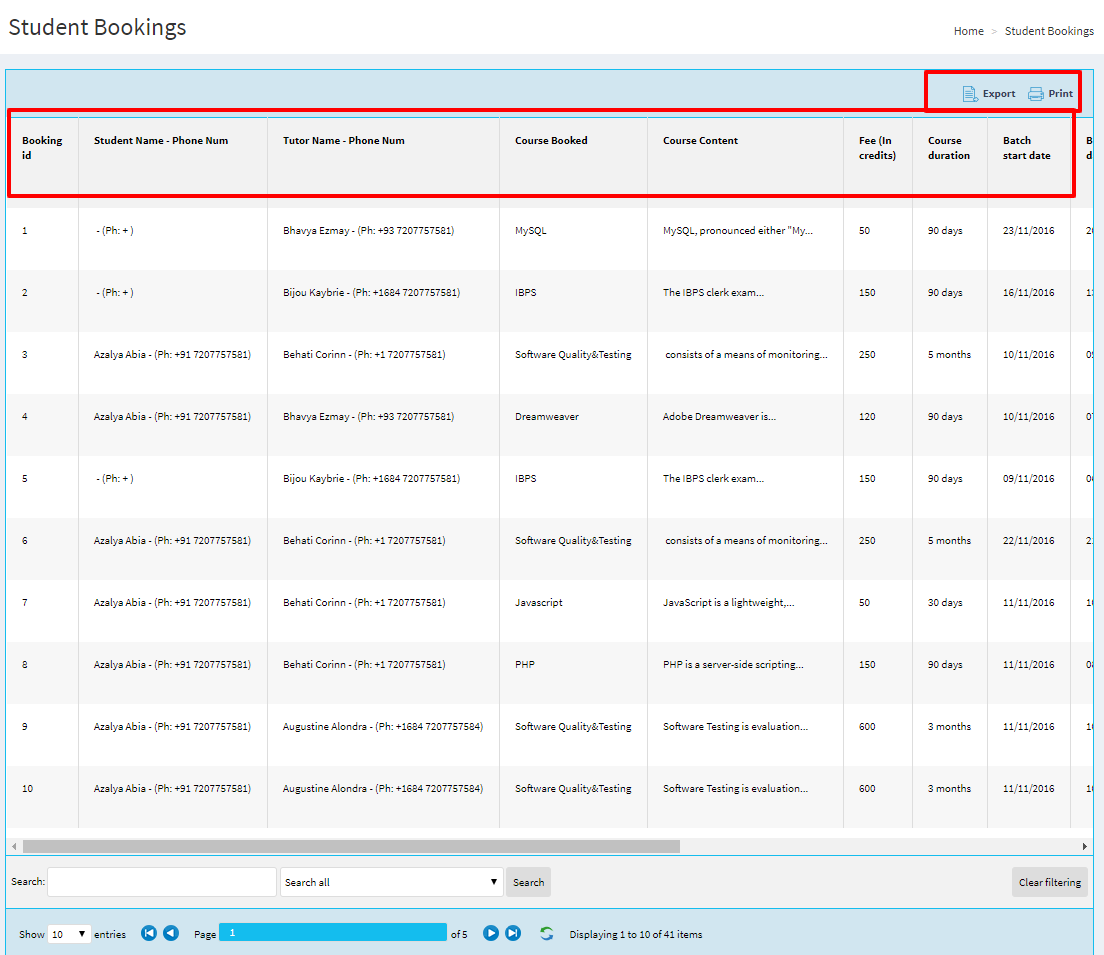 Student Bookings
Home > Student Bookings
Export Print
Booking id Student Name - Phone Num Tutor Name - Phone Num Course Booked Course Content Fee (In credits) Course duration Batch start date
1 - (Ph: + ) Bhavya Ezmay - (Ph: +93 7207757581) MySQL MySQL, pronounced either "My... 50 90 days 23/11/2016
2 - (Ph: + ) Bijou Kaybrie - (Ph: +1684 7207757581) IBPS The IBPS clerk exam... 150 90 days 16/11/2016
3 Azalya Abia - (Ph: +91 7207757581) Behati Corinn - (Ph: +1 7207757581) Software Quality&Testing consists of a means of monitoring... 250 5 months 10/11/2016
4 Azalya Abia - (Ph: +91 7207757581) Bhavya Ezmay - (Ph: +93 7207757581) Dreamweaver Adobe Dreamweaver is... 120 90 days 10/11/2016
5 - (Ph: + ) Bijou Kaybrie - (Ph: +1684 7207757581) IBPS The IBPS clerk exam... 150 90 days 09/11/2016
6 Azalya Abia - (Ph: +91 7207757581) Behati Corinn - (Ph: +1 7207757581) Software Quality&Testing consists of a means of monitoring... 250 5 months 22/11/2016
7 Azalya Abia - (Ph: +91 7207757581) Behati Corinn - (Ph: +1 7207757581) Javascript JavaScript is a lightweight,... 50 30 days 11/11/2016
8 Azalya Abia - (Ph: +91 7207757581) Behati Corinn - (Ph: +1 7207757581) PHP PHP is a server-side scripting... 150 90 days 11/11/2016
9 Azalya Abia - (Ph: +91 7207757581) Augustine Alondra - (Ph: +1684 7207757584) Software Quality&Testing Software Testing is evaluation... 600 3 months 11/11/2016
10 Azalya Abia - (Ph: +91 7207757581) Augustine Alondra - (Ph: +1684 7207757584) Software Quality&Testing Software Testing is evaluation... 600 3 months 11/11/2016
Search: Search all Search Clear filtering
Show 10 entries Page 1 of 5 Displaying 1 to 10 of 41 items